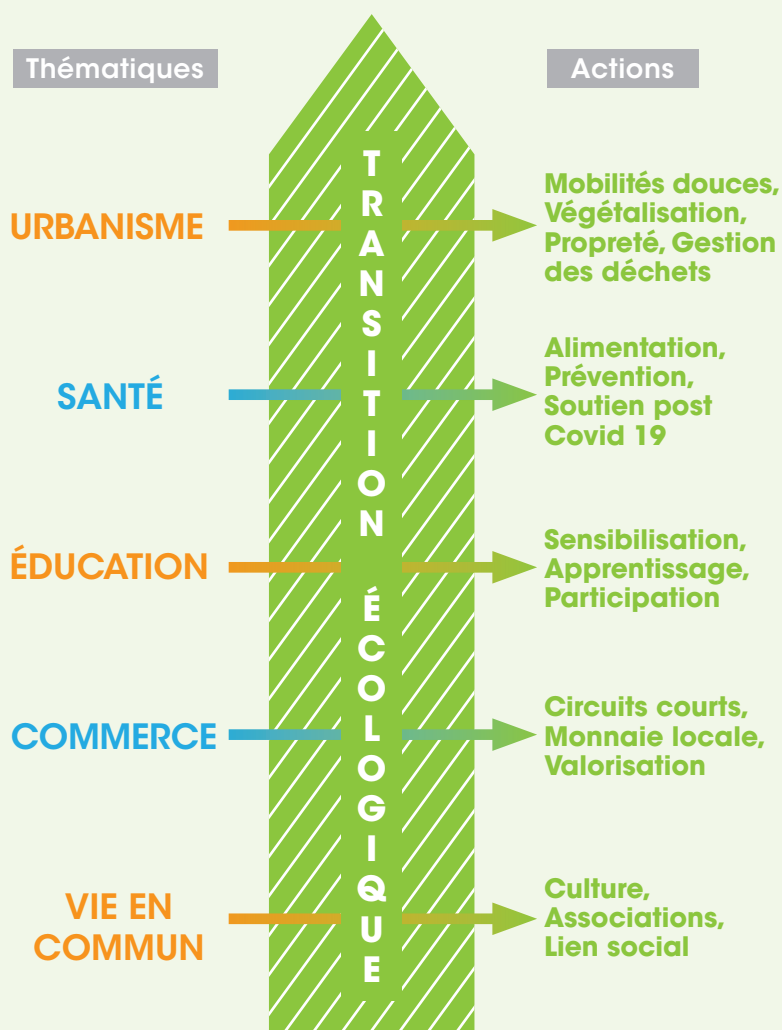 Thématiques
Actions
TRANSITION ÉCOLOGIQUE
URBANISME
Mobilités douces,
Végétalisation,
Propreté, Gestion
des déchets
SANTÉ
Alimentation,
Prévention,
Soutien post
Covid 19
ÉDUCATION
Sensibilisation,
Apprentissage,
Participation
COMMERCE
Circuits courts,
Monnaie locale,
Valorisation
VIE EN
COMMUN
Culture,
Associations,
Lien social